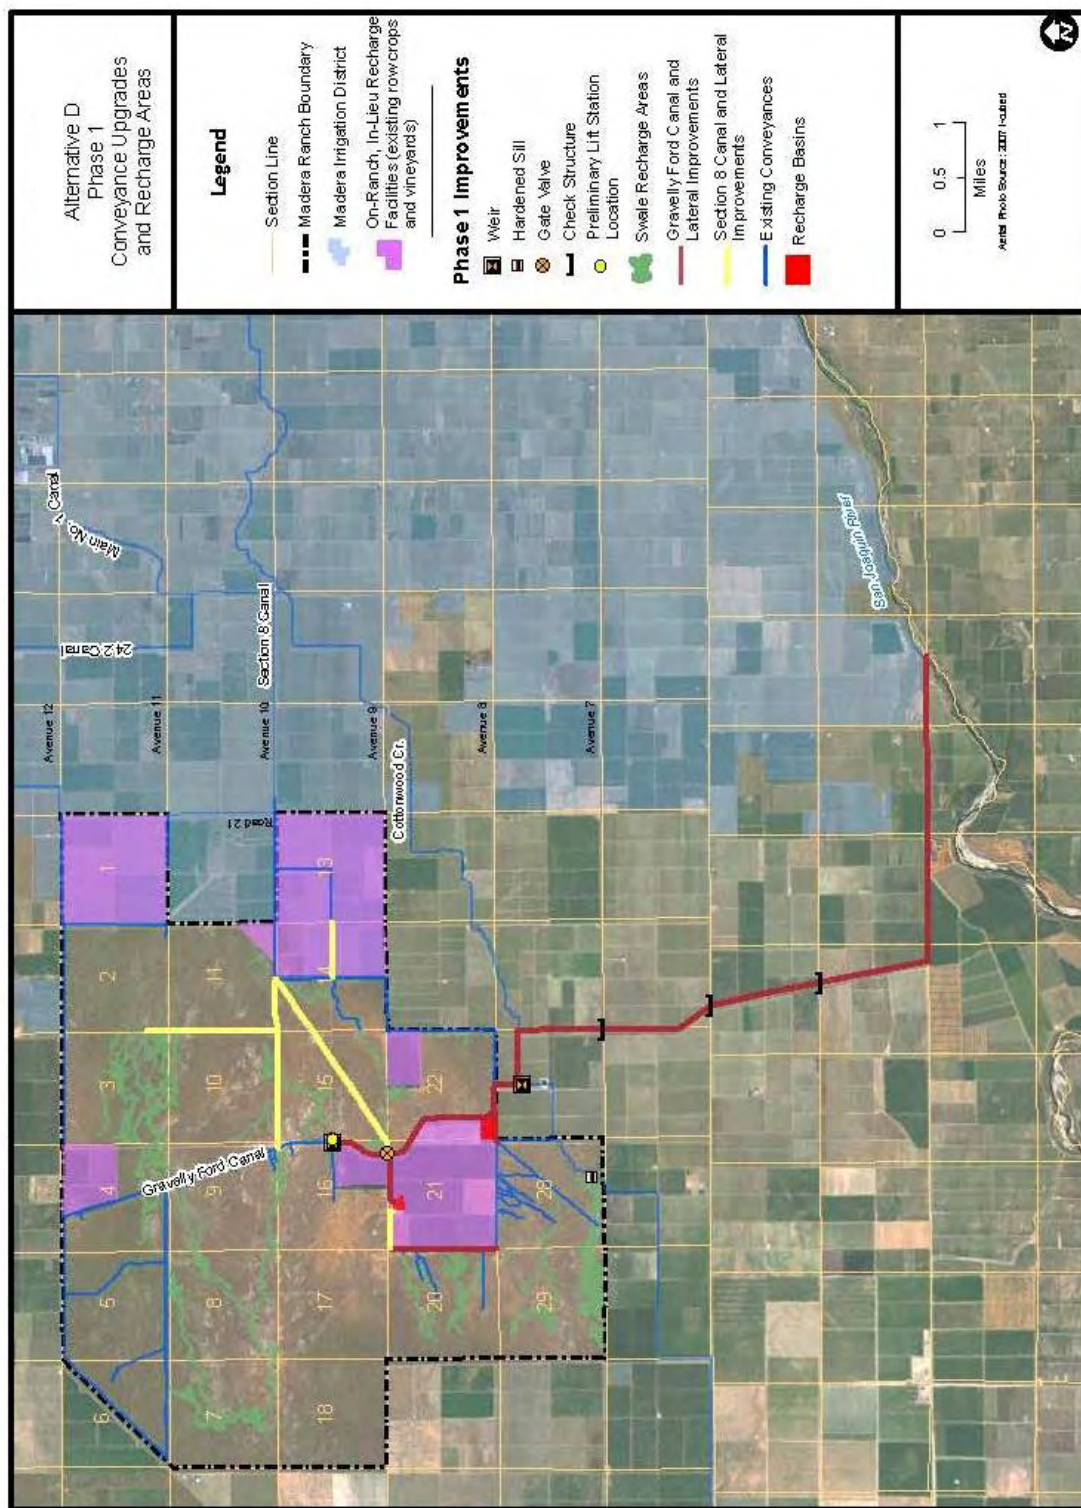 Alternative D
Phase 1
Conveyance Upgrades
and Recharge Areas
Legend
Section Line
Madera Ranch Boundary
Madera Irrigation District
On-Ranch, In-Lieu Recharge
Facilities (existing rowcrops
and vineyards)
Phase 1 Improvements
Weir
Hardened Sill
Gate Valve
Check Structure
Preliminary Lift Station
Location
Swale Recharge Areas
Gravelly Ford Canal and
Lateral Improvements
Section 8 Canal and Lateral
Improvements
Existing Conveyances
Recharge Basins
0 0.5 1
Miles
Aerial Photo Source: 2007 I-cubed
N
Main No. 1 Canal
24.2 Canal
Section 8 Canal
Avenue 12
Avenue 11
Avenue 10
Avenue 9
Avenue 8
Avenue 7
Cottonwood Cr.
Road 21
San Joaquin River
Gravelly Ford Canal
6
5
4
3
2
1
7
8
9
10
11
18
17
16
15
14
13
20
21
22
29
28